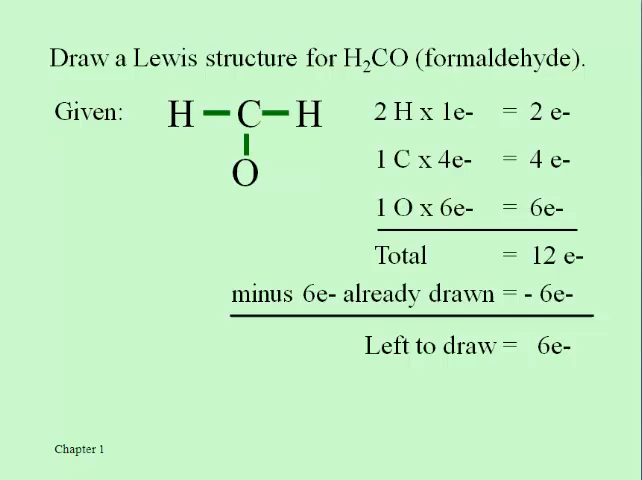 Draw a Lewis structure for H₂CO (formaldehyde).
Given: H C H 2 H x 1e- = 2 e-
1 C x 4e- = 4 e-
O
1 O x 6e- = 6e-
Total = 12 e-
minus 6e- already drawn = - 6e-
Left to draw = 6e-
Chapter 1